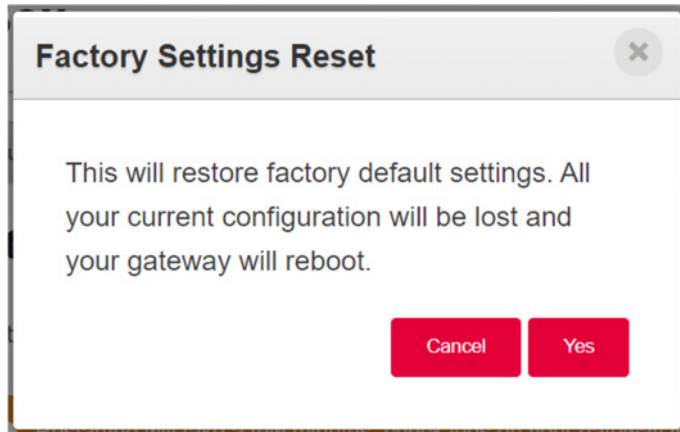 Factory Settings Reset
This will restore factory default settings. All
your current configuration will be lost and
your gateway will reboot.
Cancel Yes